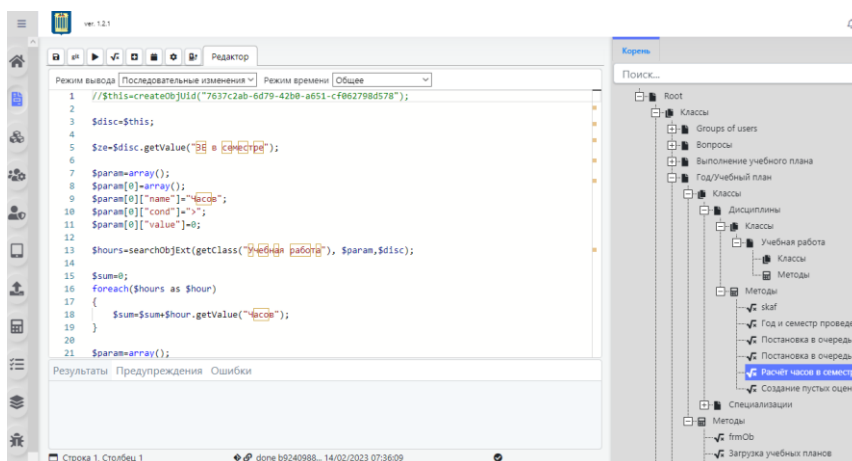 ver. 1.2.1
Редактор
Режим вывода Последовательные изменения Режим времени Общее
1 //$this=createObjUid("7637c2ab-6d79-42b0-a651-cf062798d578");
2
3 $disc=$this;
4
5 $ze=$disc.getValue("ЗЕ в семестре");
6
7 $param=array();
8 $param[0]=array();
9 $param[0]["name"]="Часов";
10 $param[0]["cond"]=">";
11 $param[0]["value"]=0;
12
13 $hours=searchObjExt(getClass("Учебная работа"), $param,$disc);
14
15 $sum=0;
16 foreach($hours as $hour)
17 {
18 $sum=$sum+$hour.getValue("Часов");
19 }
20
21 $param=array();
Результаты Предупреждения Ошибки
Строка 1, Столбец 1 done b9240988... 14/02/2023 07:36:09
Корень
Поиск...
Root
Классы
Groups of users
Вопросы
Выполнение учебного плана
Год/Учебный план
Классы
Дисциплины
Классы
Учебная работа
Классы
Методы
Методы
skaf
Год и семестр проведе
Постановка в очередь
Постановка в очередь
Расчёт часов в семестр
Создание пустых оцен
Специализации
Методы
frmOb
Загрузка учебных планов